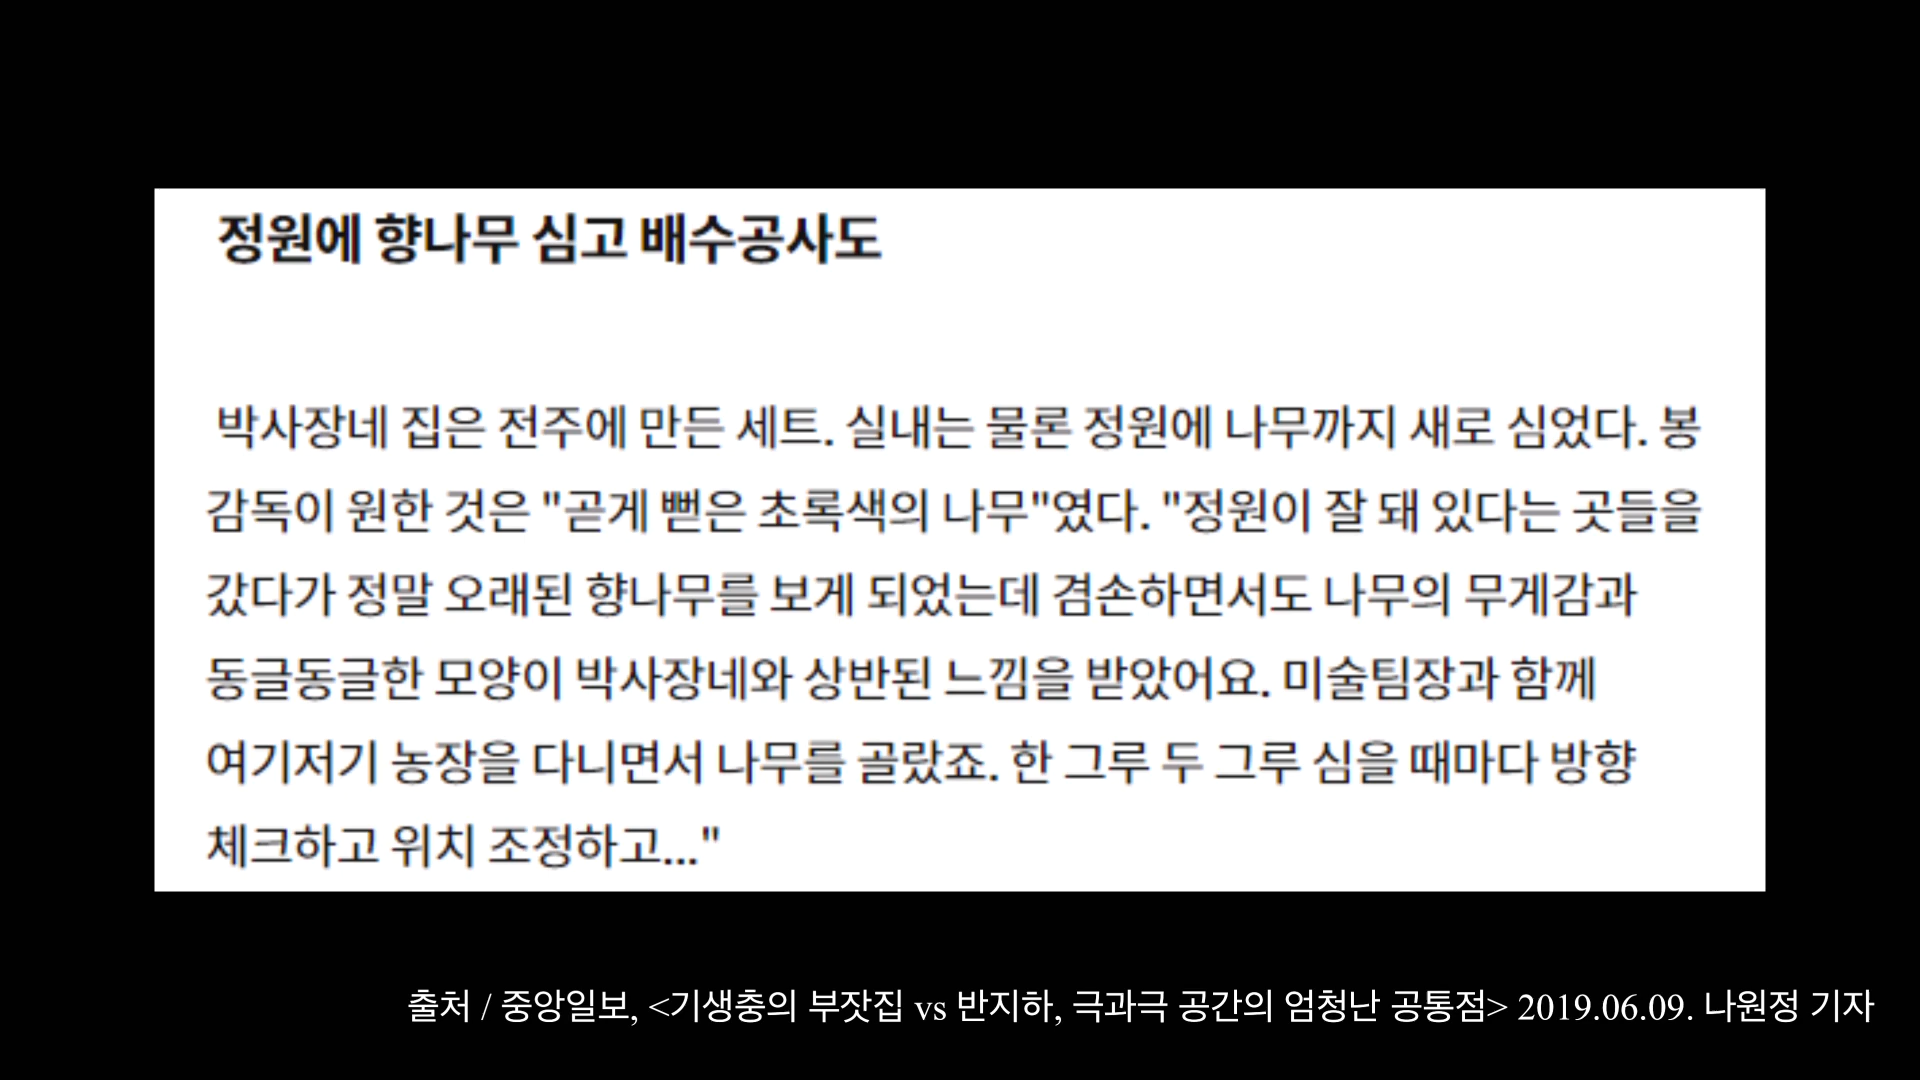 정원에 향나무 심고 배수공사도
박사장네 집은 전주에 만든 세트. 실내는 물론 정원에 나무까지 새로 심었다. 봉
감독이 원한 것은 "곧게 뻗은 초록색의 나무"였다. "정원이 잘 돼 있다는 곳들을
갔다가 정말 오래된 향나무를 보게 되었는데 겸손하면서도 나무의 무게감과
동글동글한 모양이 박사장네와 상반된 느낌을 받았어요. 미술팀장과 함께
여기저기 농장을 다니면서 나무를 골랐죠. 한 그루 두 그루 심을 때마다 방향
체크하고 위치 조정하고..."
출처 / 중앙일보, <기생충의 부잣집 vs 반지하, 극과극 공간의 엄청난 공통점> 2019.06.09. 나원정 기자